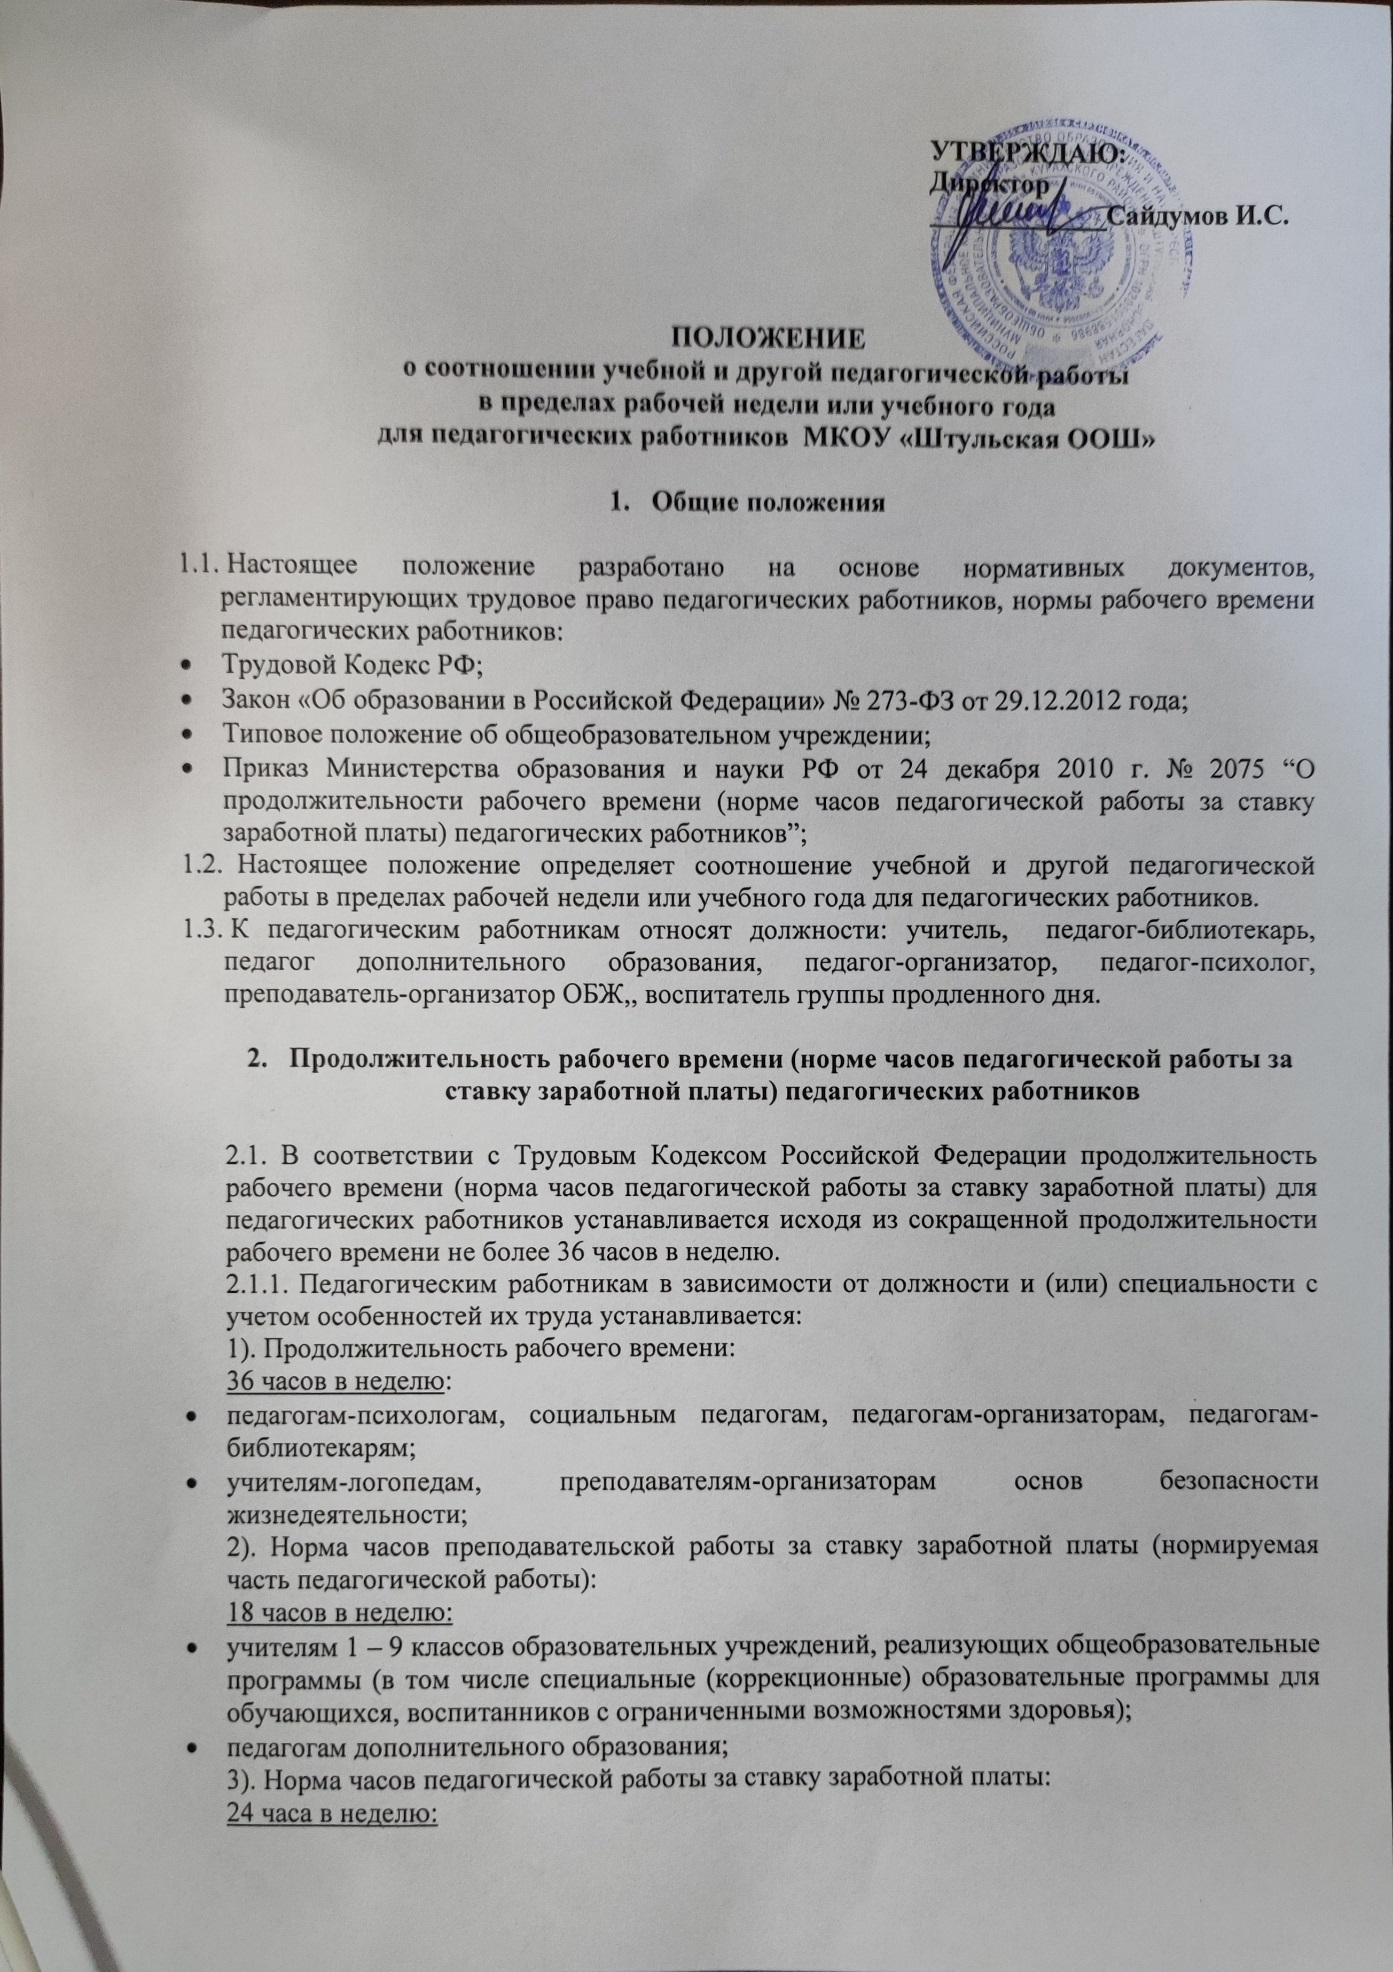 УТВЕРЖДАЮ:
Директор
Сайдумов И.С.
ПОЛОЖЕНИЕ
о соотношении учебной и другой педагогической работы
в пределах рабочей недели или учебного года
для педагогических работников МКОУ «Штульская ООШ»
1. Общие положения
1.1. Настоящее положение разработано на основе нормативных документов,
регламентирующих трудовое право педагогических работников, нормы рабочего времени
педагогических работников:
• Трудовой Кодекс РФ;
• Закон «Об образовании в Российской Федерации» № 273-ФЗ от 29.12.2012 года;
• Типовое положение об общеобразовательном учреждении;
• Приказ Министерства образования и науки РФ от 24 декабря 2010 г. № 2075 “О
продолжительности рабочего времени (норме часов педагогической работы за ставку
заработной платы) педагогических работников”;
1.2. Настоящее положение определяет соотношение учебной и другой педагогической
работы в пределах рабочей недели или учебного года для педагогических работников.
1.3. К педагогическим работникам относят должности: учитель, педагог-библиотекарь,
педагог дополнительного образования, педагог-организатор, педагог-психолог,
преподаватель-организатор ОБЖ,, воспитатель группы продленного дня.
2. Продолжительность рабочего времени (норме часов педагогической работы за
ставку заработной платы) педагогических работников
2.1. В соответствии с Трудовым Кодексом Российской Федерации продолжительность
рабочего времени (норма часов педагогической работы за ставку заработной платы) для
педагогических работников устанавливается исходя из сокращенной продолжительности
рабочего времени не более 36 часов в неделю.
2.1.1. Педагогическим работникам в зависимости от должности и (или) специальности с
учетом особенностей их труда устанавливается:
1). Продолжительность рабочего времени:
36 часов в неделю:
• педагогам-психологам, социальным педагогам, педагогам-организаторам, педагогам-
библиотекарям;
• учителям-логопедам, преподавателям-организаторам основ безопасности
жизнедеятельности;
2). Норма часов преподавательской работы за ставку заработной платы (нормируемая
часть педагогической работы):
18 часов в неделю:
• учителям 1 – 9 классов образовательных учреждений, реализующих общеобразовательные
программы (в том числе специальные (коррекционные) образовательные программы для
обучающихся, воспитанников с ограниченными возможностями здоровья);
• педагогам дополнительного образования;
3). Норма часов педагогической работы за ставку заработной платы:
24 часа в неделю: